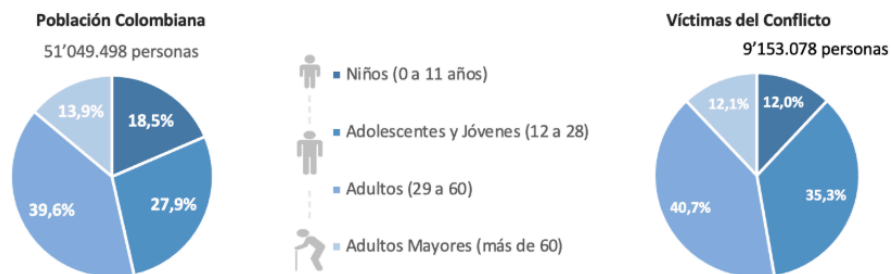 Población Colombiana
51’049.498 personas
13,9%
18,5%
39,6%
27,9%
Niños (0 a 11 años)
Adolescentes y Jóvenes (12 a 28)
Adultos (29 a 60)
Adultos Mayores (más de 60)
Víctimas del Conflicto
9’153.078 personas
12,1%
12,0%
40,7%
35,3%